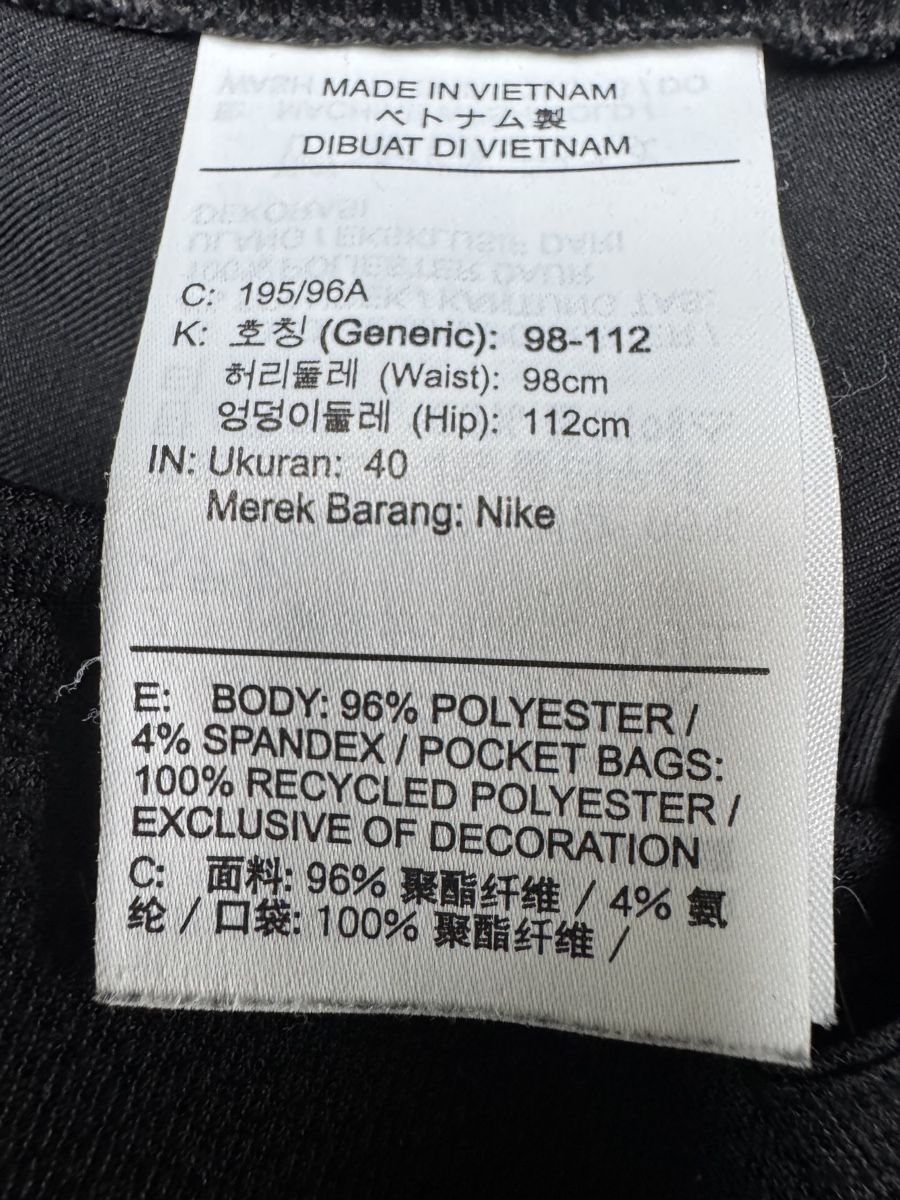 MADE IN VIETNAM
ベトナム製
DIBUAT DI VIETNAM
C: 195/96A
K: 호칭 (Generic): 98-112
허리둘레 (Waist): 98cm
엉덩이둘레 (Hip): 112cm
IN: Ukuran: 40
Merek Barang: Nike
E: BODY: 96% POLYESTER /
4% SPANDEX / POCKET BAGS:
100% RECYCLED POLYESTER /
EXCLUSIVE OF DECORATION
C: 面料: 96% 聚酯纤维 / 4% 氨
纶 / 口袋: 100% 聚酯纤维 /